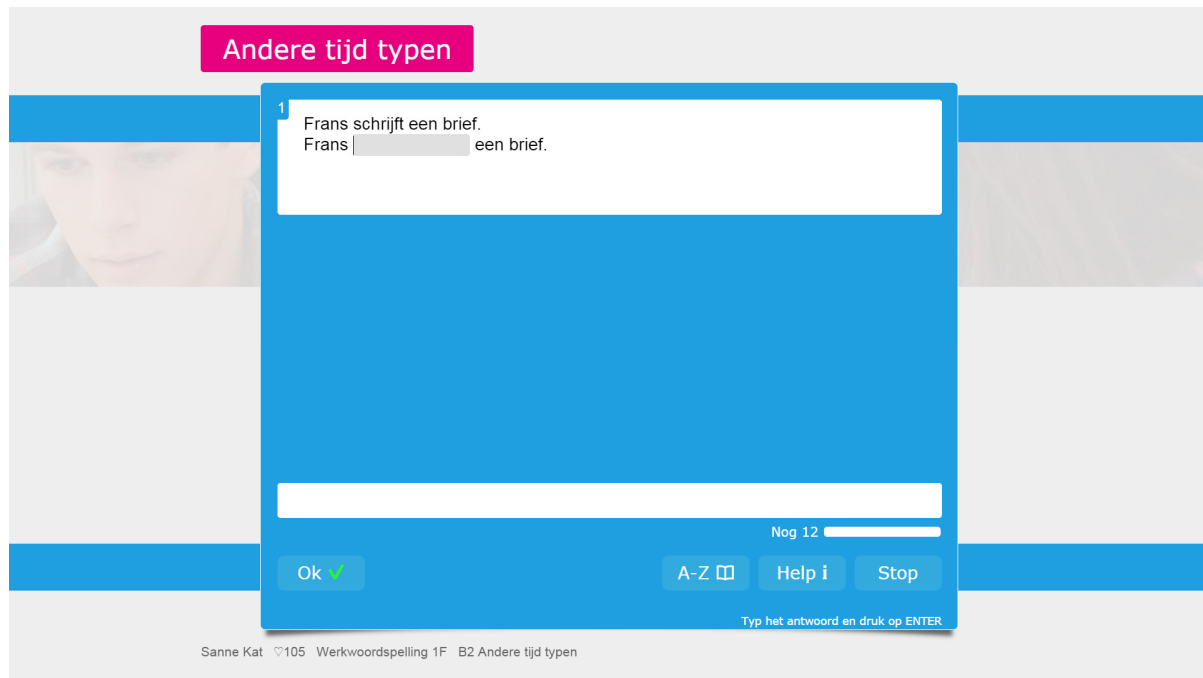 Andere tijd typen
1
Frans schrijft een brief.
Frans een brief.
Nog 12
Ok
A-Z
Help i
Stop
Typ het antwoord en druk op ENTER
Sanne Kat ♡105 Werkwoordspelling 1F B2 Andere tijd typen